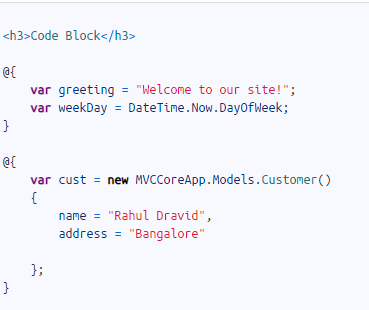 <h3>Code Block</h3>
@{
    var greeting = "Welcome to our site!";
    var weekDay = DateTime.Now.DayOfWeek;
}
@{
    var cust = new MVCCoreApp.Models.Customer()
    {
        name = "Rahul Dravid",
        address = "Bangalore"
    };
}